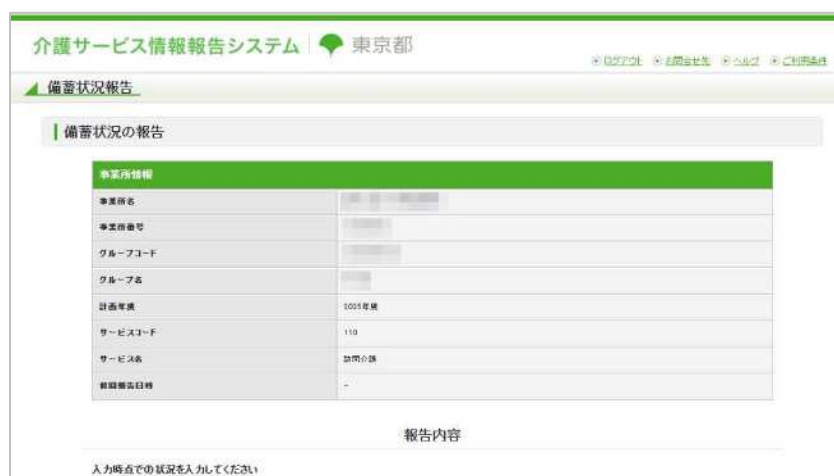 介護サービス情報報告システム 東京都
ログアウト お問合せ先 ヘルプ ご利用条件
備蓄状況報告
備蓄状況の報告
事業所情報
事業所名
事業所番号
グループコード
グループ名
計画年度
サービスコード 110
サービス名 訪問介護
前回報告日時 -
報告内容
入力時点での状況を入力してください